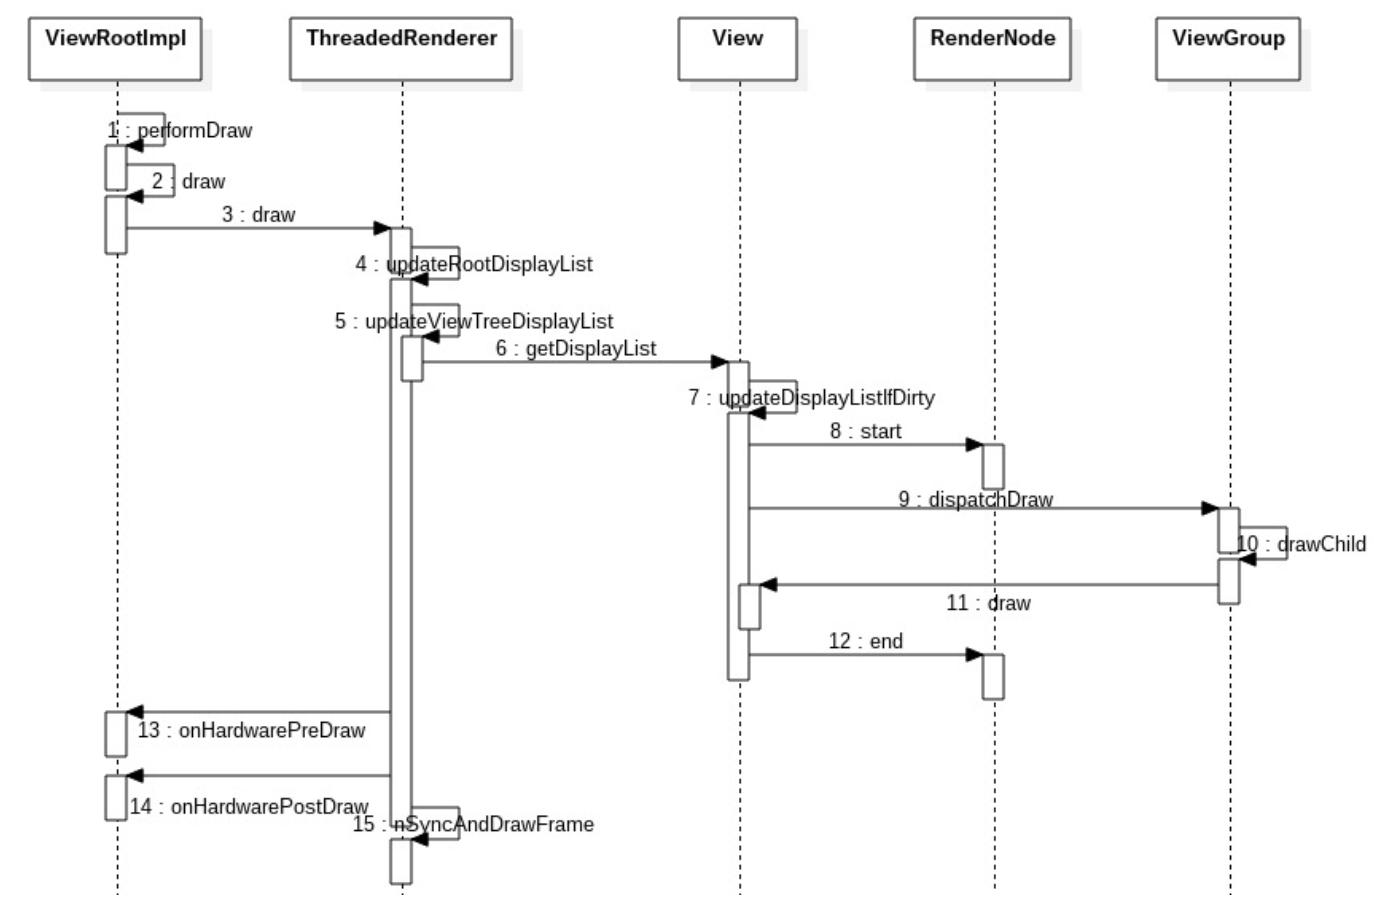 ViewRootImpl
ThreadedRenderer
View
RenderNode
ViewGroup
1 : performDraw
2 : draw
3 : draw
4 : updateRootDisplayList
5 : updateViewTreeDisplayList
6 : getDisplayList
7 : updateDisplayListIfDirty
8 : start
9 : dispatchDraw
10 : drawChild
11 : draw
12 : end
13 : onHardwarePreDraw
14 : onHardwarePostDraw
15 : nSyncAndDrawFrame